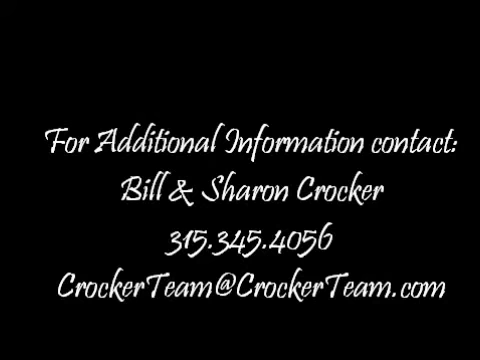 For Additional Information contact:
Bill & Sharon Crocker
315.345.4056
CrockerTeam@CrockerTeam.com